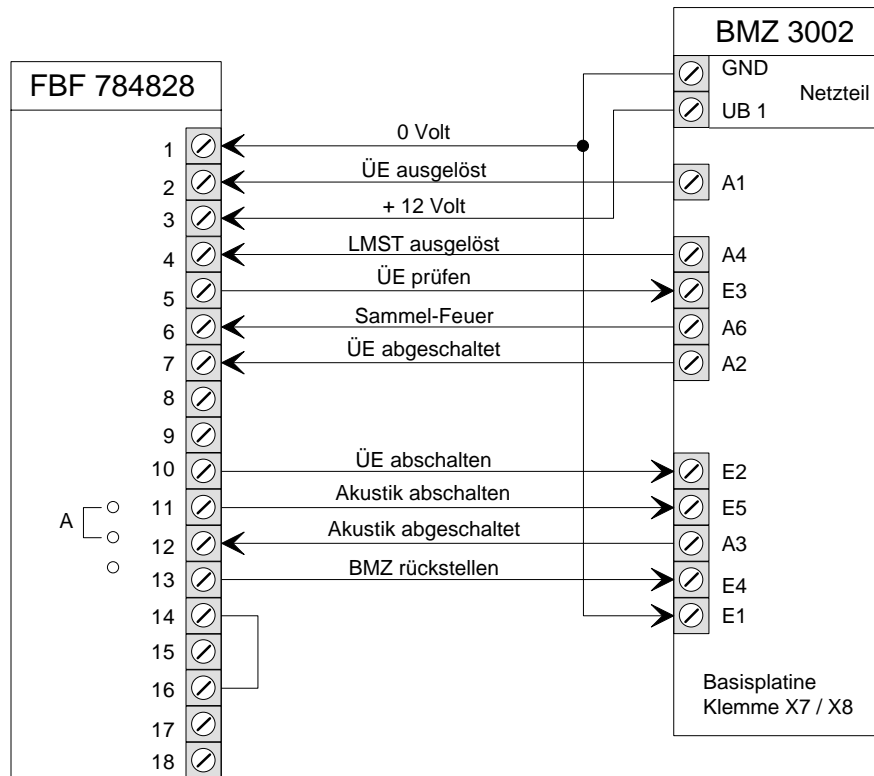 BMZ 3002
FBF 784828
GND
Netzteil
UB 1
1
0 Volt
2
ÜE ausgelöst
A1
3
+ 12 Volt
4
LMST ausgelöst
A4
5
ÜE prüfen
E3
6
Sammel-Feuer
A6
7
ÜE abgeschaltet
A2
8
9
10
ÜE abschalten
E2
A
11
Akustik abschalten
E5
12
Akustik abgeschaltet
A3
13
BMZ rückstellen
E4
14
E1
15
16
17
18
Basisplatine
Klemme X7 / X8